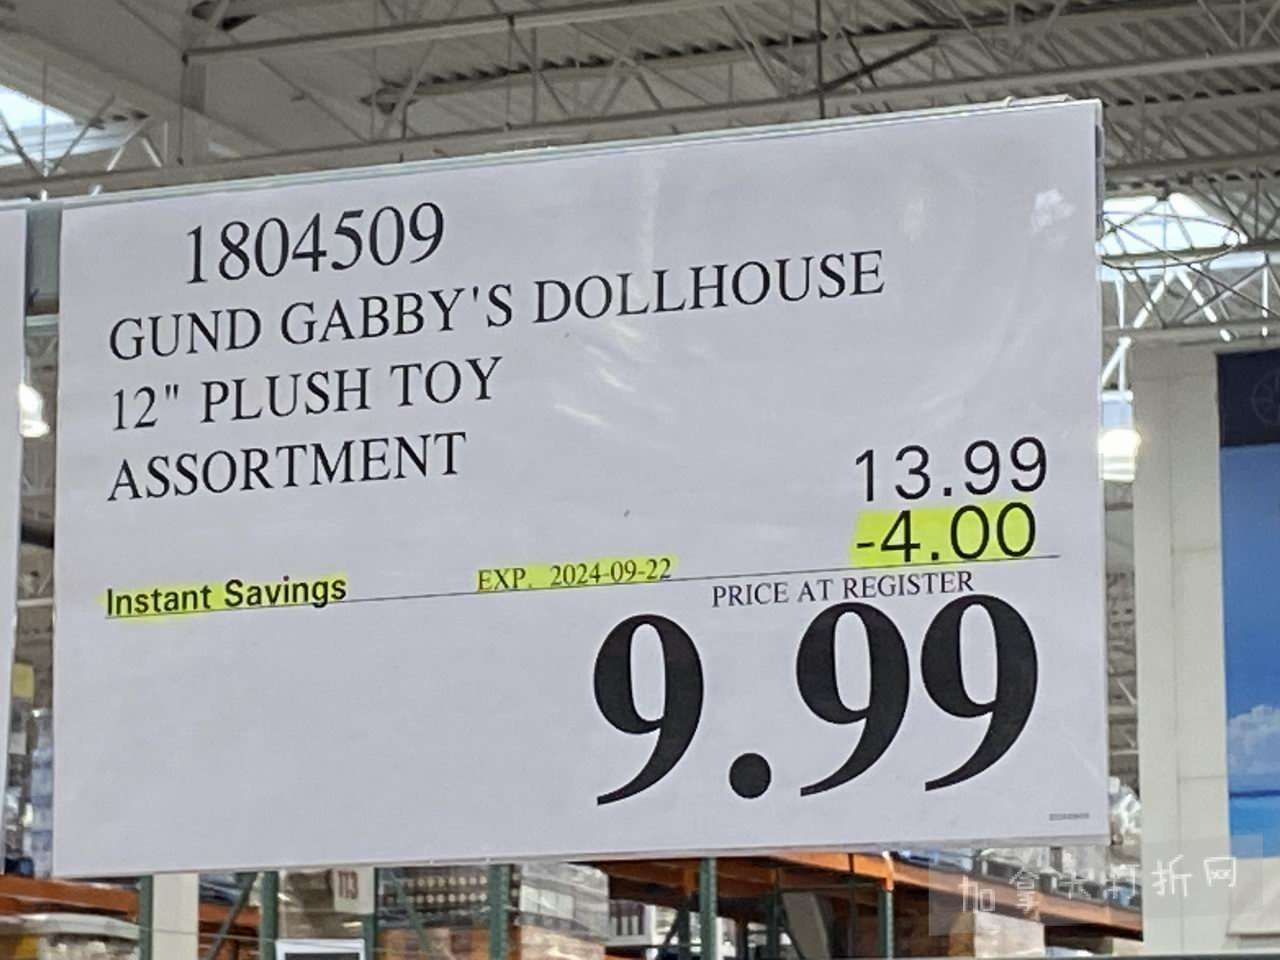 1804509
GUND GABBY'S DOLLHOUSE
12" PLUSH TOY
ASSORTMENT
13.99
-4.00
Instant Savings EXP. 2024-09-22
PRICE AT REGISTER
9.99
113
加拿大打折网